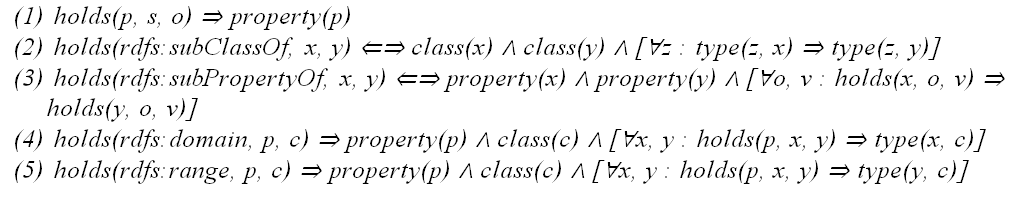 (1) holds(p, s, o) ⇒ property(p)
(2) holds(rdfs:subClassOf, x, y) ⇐⇒ class(x) ∧ class(y) ∧ [∀z : type(z, x) ⇒ type(z, y)]
(3) holds(rdfs:subPropertyOf, x, y) ⇐⇒ property(x) ∧ property(y) ∧ [∀o, v : holds(x, o, v) ⇒
holds(y, o, v)]
(4) holds(rdfs:domain, p, c) ⇒ property(p) ∧ class(c) ∧ [∀x, y : holds(p, x, y) ⇒ type(x, c)]
(5) holds(rdfs:range, p, c) ⇒ property(p) ∧ class(c) ∧ [∀x, y : holds(p, x, y) ⇒ type(y, c)]